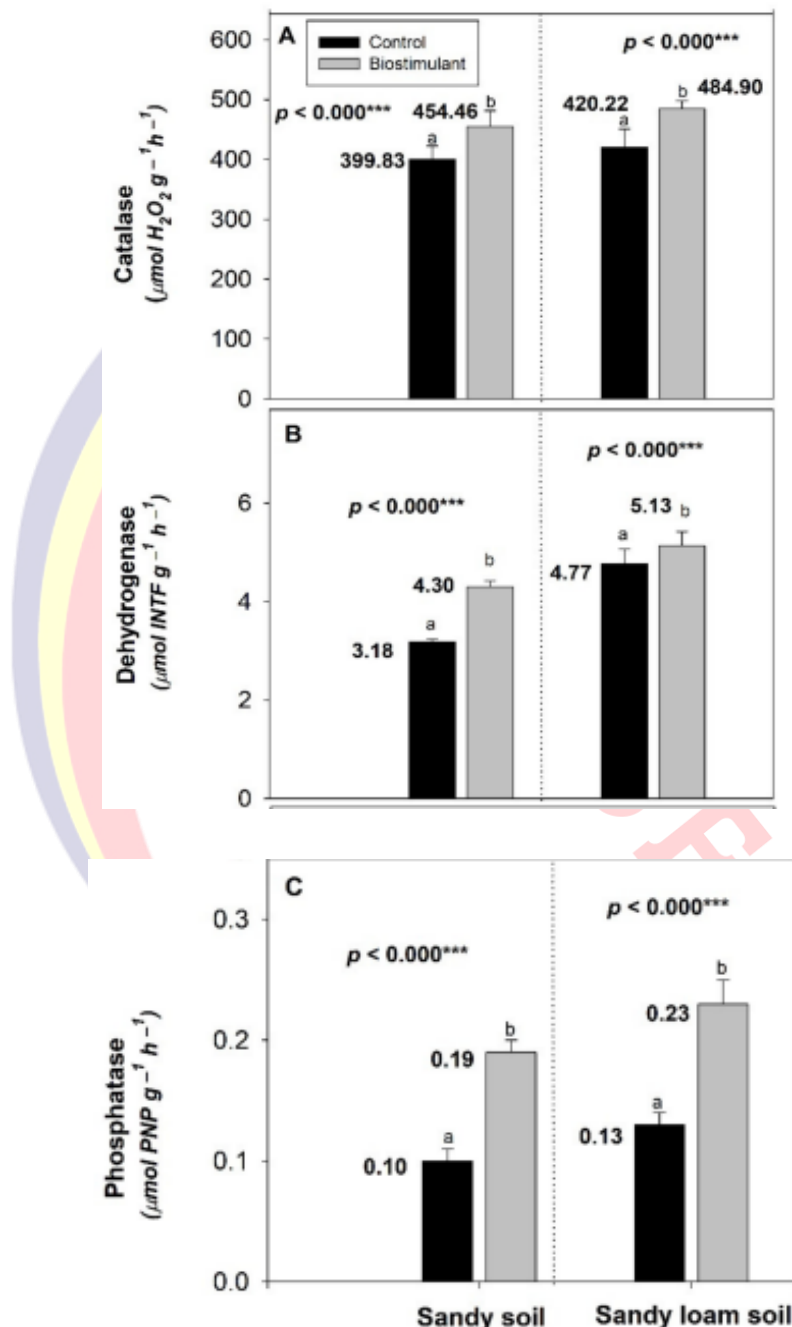 600
500
400
300
200
100
0
Catalase
(μmol H₂O₂ g⁻¹h⁻¹)
A
Control
Biostimulant
p < 0.000***
p < 0.000***
399.83
a
454.46
b
420.22
a
484.90
b
6
4
2
0
Dehydrogenase
(μmol INTF g⁻¹ h⁻¹)
B
p < 0.000***
p < 0.000***
3.18
a
4.30
b
4.77
a
5.13
b
0.3
0.2
0.1
0.0
Phosphatase
(μmol PNP g⁻¹ h⁻¹)
C
p < 0.000***
p < 0.000***
0.10
a
0.19
b
0.13
a
0.23
b
Sandy soil
Sandy loam soil